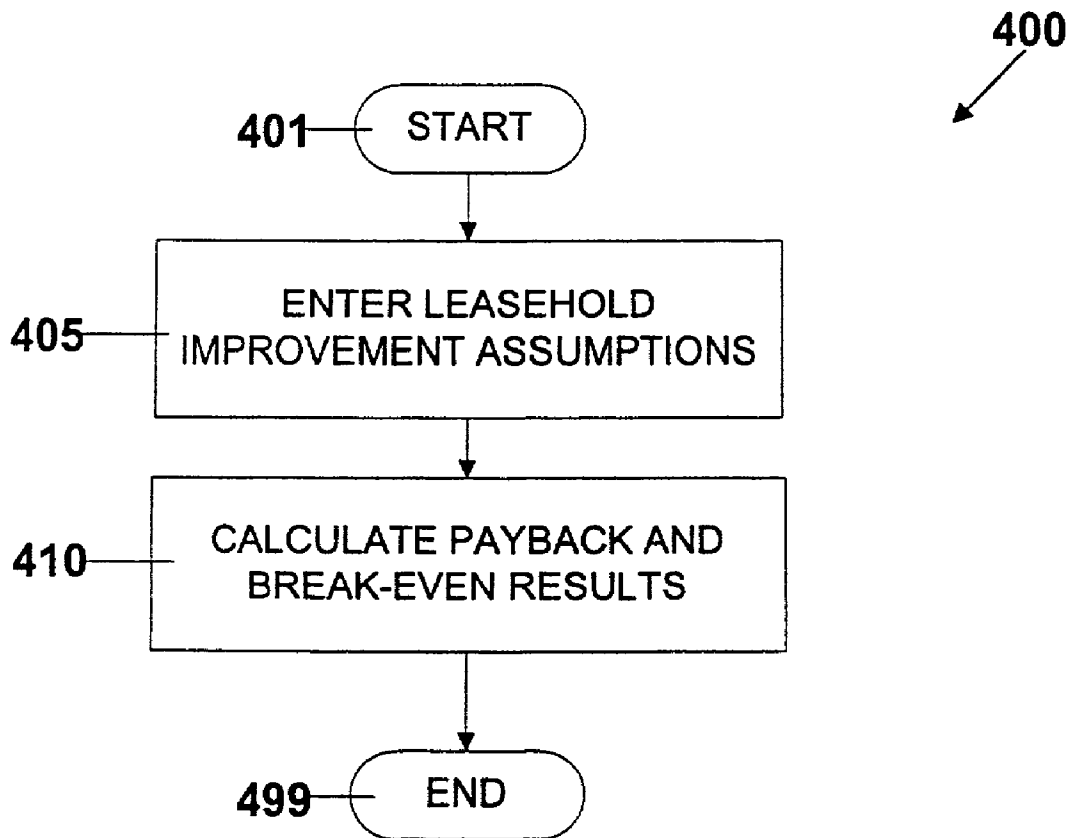 400
401
START
405
ENTER LEASEHOLD
IMPROVEMENT ASSUMPTIONS
410
CALCULATE PAYBACK AND
BREAK-EVEN RESULTS
499
END